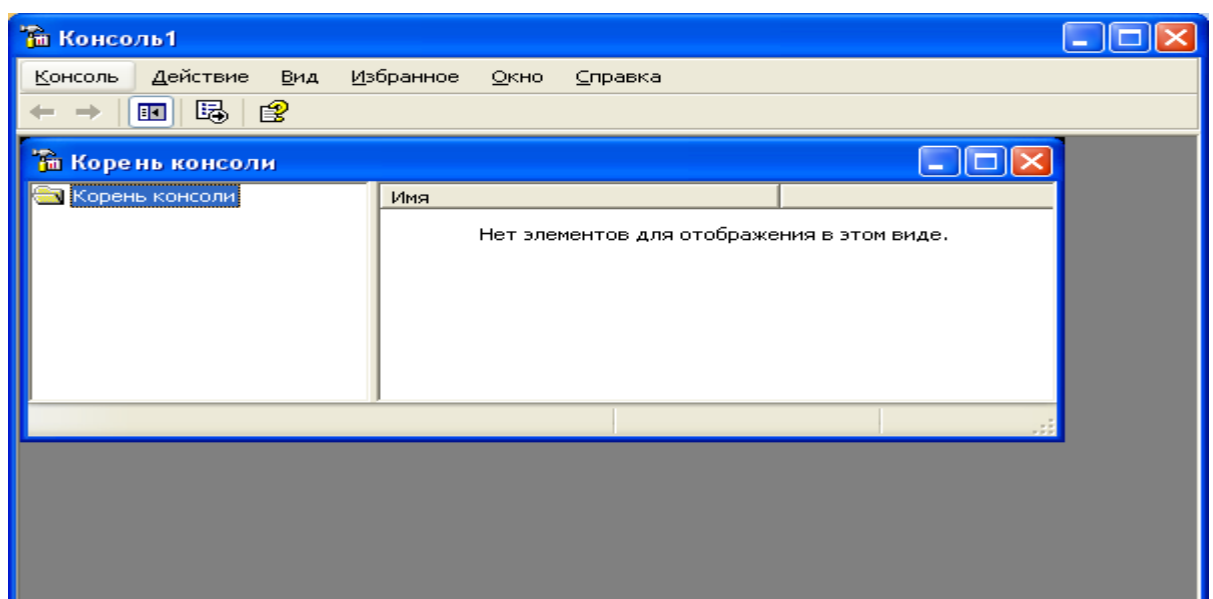 Консоль1
Консоль Действие Вид Избранное Окно Справка
Корень консоли
Корень консоли
Имя
Нет элементов для отображения в этом виде.